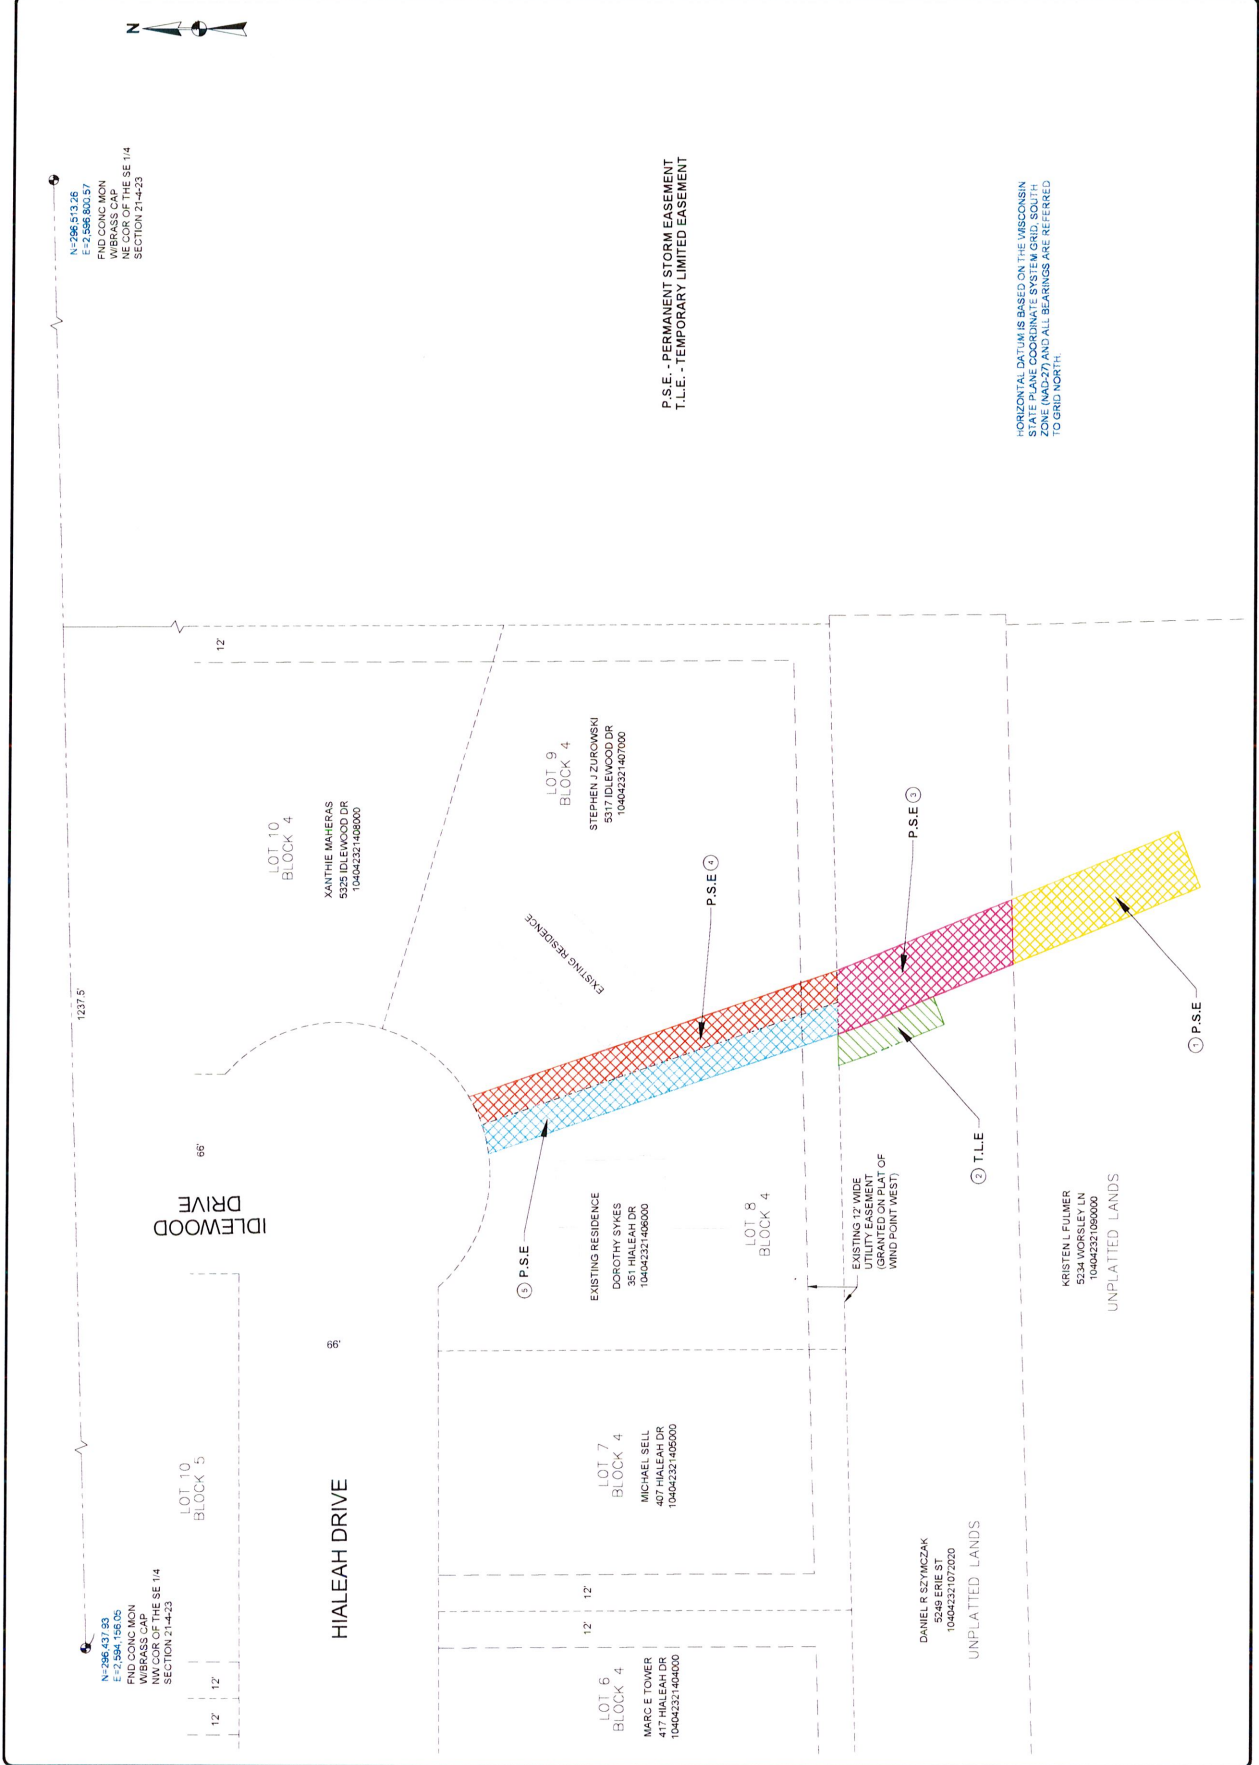 N
N=296,513.26
E=2,596,800.57
FND CONC MON
W/BRASS CAP
NE COR OF THE SE 1/4
SECTION 21-4-23
N=296,437.93
E=2,594,156.05
FND CONC MON
W/BRASS CAP
NW COR OF THE SE 1/4
SECTION 21-4-23
1237.5'
12'
12'
LOT 10
BLOCK 5
66'
IDLEWOOD
DRIVE
12'
LOT 10
BLOCK 4
XANTHIE MAHERAS
5325 IDLEWOOD DR
104042321408000
HIALEAH DRIVE
66'
LOT 9
BLOCK 4
STEPHEN J ZUROWSKI
5317 IDLEWOOD DR
104042321407000
EXISTING RESIDENCE
P.S.E. - PERMANENT STORM EASEMENT
T.L.E. - TEMPORARY LIMITED EASEMENT
P.S.E 4
5 P.S.E
EXISTING RESIDENCE
DOROTHY SYKES
351 HIALEAH DR
104042321406000
LOT 8
BLOCK 4
LOT 7
BLOCK 4
MICHAEL SELL
407 HIALEAH DR
104042321405000
12'
12'
LOT 6
BLOCK 4
MARC E TOWER
417 HIALEAH DR
104042321404000
EXISTING 12' WIDE
UTILITY EASEMENT
(GRANTED ON PLAT OF
WIND POINT WEST)
P.S.E 3
2 T.L.E
DANIEL R SZYMCZAK
5249 ERIE ST
104042321072020
UNPLATTED LANDS
KRISTEN L FULMER
5234 WORSLEY LN
104042321090000
UNPLATTED LANDS
1 P.S.E
HORIZONTAL DATUM IS BASED ON THE WISCONSIN
STATE PLANE COORDINATE SYSTEM GRID, SOUTH
ZONE (NAD-27) AND ALL BEARINGS ARE REFERRED
TO GRID NORTH.